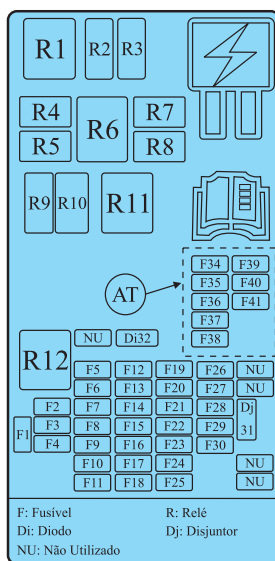 R1 R2 R3
R4 R6 R7
R5 R8
R9 R10 R11
F34 F39
F35 F40
AT F36 F41
F37
F38
R12 NU Di32
F5 F12 F19 F26 NU
F6 F13 F20 F27 NU
F2 F7 F14 F21 F28 Dj
F1 F3 F8 F15 F22 F29 31
F4 F9 F16 F23 F30
F10 F17 F24 NU
F11 F18 F25 NU
F: Fusível R: Relé
Di: Diodo Dj: Disjuntor
NU: Não Utilizado